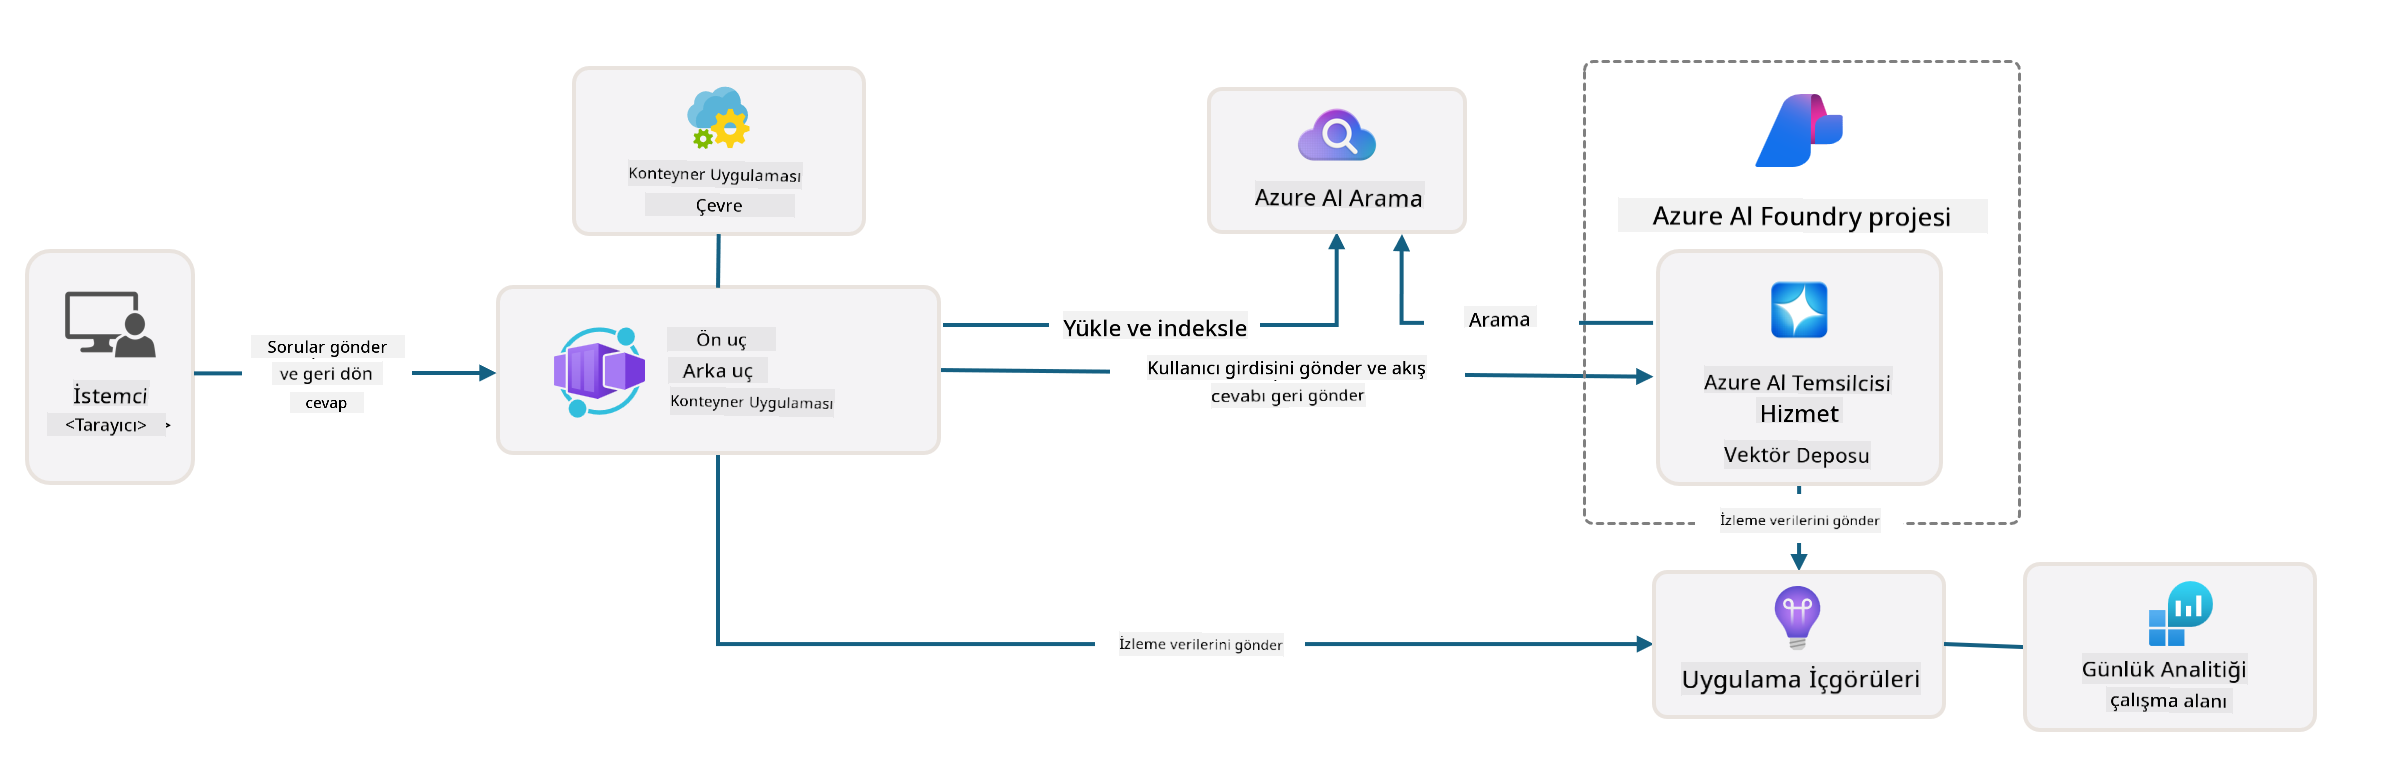 Konteyner Uygulaması
Çevre
Azure AI Arama
Azure AI Foundry projesi
İstemci
<Tarayıcı> >
Sorular gönder
ve geri dön
cevap
Ön uç
Arka uç
Konteyner Uygulaması
Yükle ve indeksle
Arama
Kullanıcı girdisini gönder ve akış
cevabı geri gönder
Azure AI Temsilcisi
Hizmet
Vektör Deposu
İzleme verilerini gönder
İzleme verilerini gönder
Uygulama İçgörüleri
Günlük Analitiği
çalışma alanı